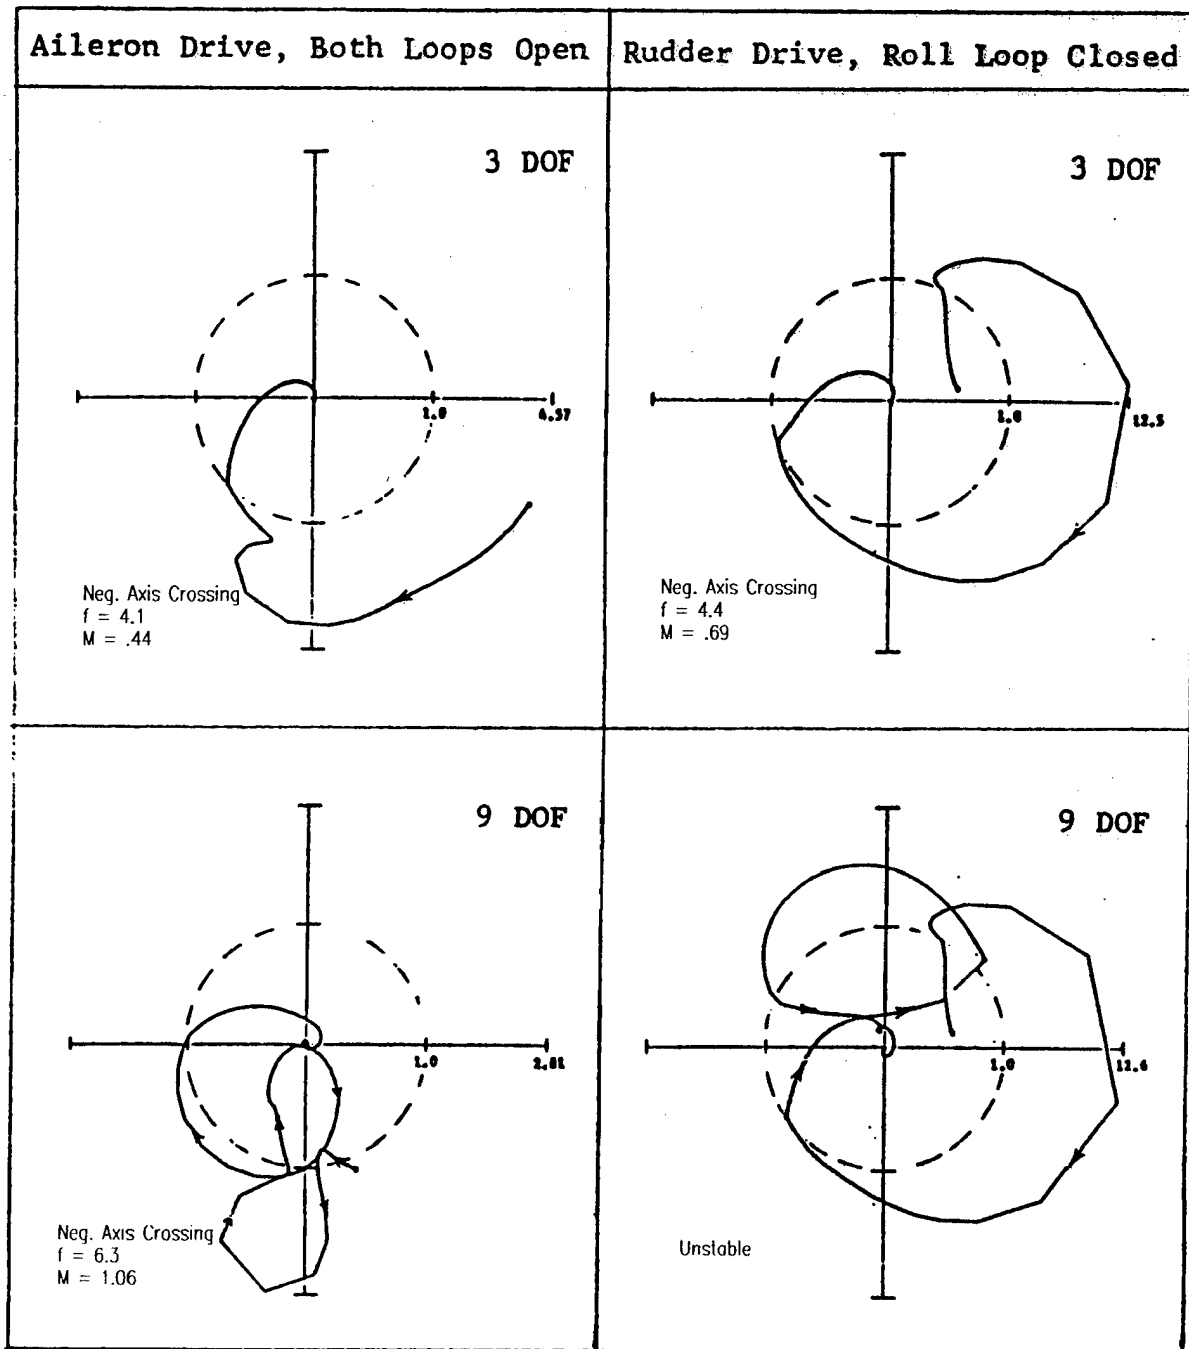 Aileron Drive, Both Loops Open
Rudder Drive, Roll Loop Closed
3 DOF
1.0
4.37
Neg. Axis Crossing
f = 4.1
M = .44
3 DOF
1.0
12.5
Neg. Axis Crossing
f = 4.4
M = .69
9 DOF
1.0
2.81
Neg. Axis Crossing
f = 6.3
M = 1.06
9 DOF
1.0
11.6
Unstable